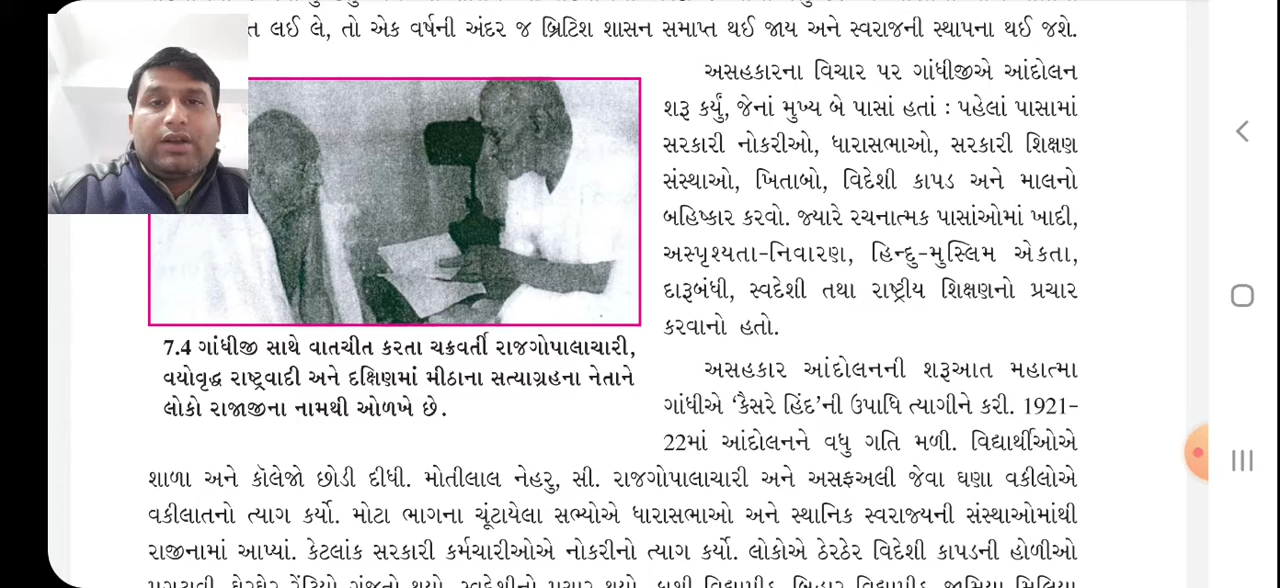 લઈ લે, તો એક વર્ષની અંદર જ બ્રિટિશ શાસન સમાપ્ત થઈ જાય અને સ્વરાજની સ્થાપના થઈ જશે.
અસહકારના વિચાર પર ગાંધીજીએ આંદોલન
શરૂ કર્યું, જેનાં મુખ્ય બે પાસાં હતાં : પહેલાં પાસામાં
સરકારી નોકરીઓ, ધારાસભાઓ, સરકારી શિક્ષણ
સંસ્થાઓ, ખિતાબો, વિદેશી કાપડ અને માલનો
બહિષ્કાર કરવો. જ્યારે રચનાત્મક પાસાંઓમાં ખાદી,
અસ્પૃશ્યતા-નિવારણ, હિન્દુ-મુસ્લિમ એકતા,
દારૂબંધી, સ્વદેશી તથા રાષ્ટ્રીય શિક્ષણનો પ્રચાર
કરવાનો હતો.
7.4 ગાંધીજી સાથે વાતચીત કરતા ચક્રવર્તી રાજગોપાલાચારી,
વયોવૃદ્ધ રાષ્ટ્રવાદી અને દક્ષિણમાં મીઠાના સત્યાગ્રહના નેતાને
લોકો રાજાજીના નામથી ઓળખે છે.
અસહકાર આંદોલનની શરૂઆત મહાત્મા
ગાંધીએ ‘કૈસરે હિંદ’ની ઉપાધિ ત્યાગીને કરી. 1921-
22માં આંદોલનને વધુ ગતિ મળી. વિદ્યાર્થીઓએ
શાળા અને કૉલેજો છોડી દીધી. મોતીલાલ નેહરુ, સી. રાજગોપાલાચારી અને અસફઅલી જેવા ઘણા વકીલોએ
વકીલાતનો ત્યાગ કર્યો. મોટા ભાગના ચૂંટાયેલા સભ્યોએ ધારાસભાઓ અને સ્થાનિક સ્વરાજ્યની સંસ્થાઓમાંથી
રાજીનામાં આપ્યાં. કેટલાંક સરકારી કર્મચારીઓએ નોકરીનો ત્યાગ કર્યો. લોકોએ ઠેરઠેર વિદેશી કાપડની હોળીઓ